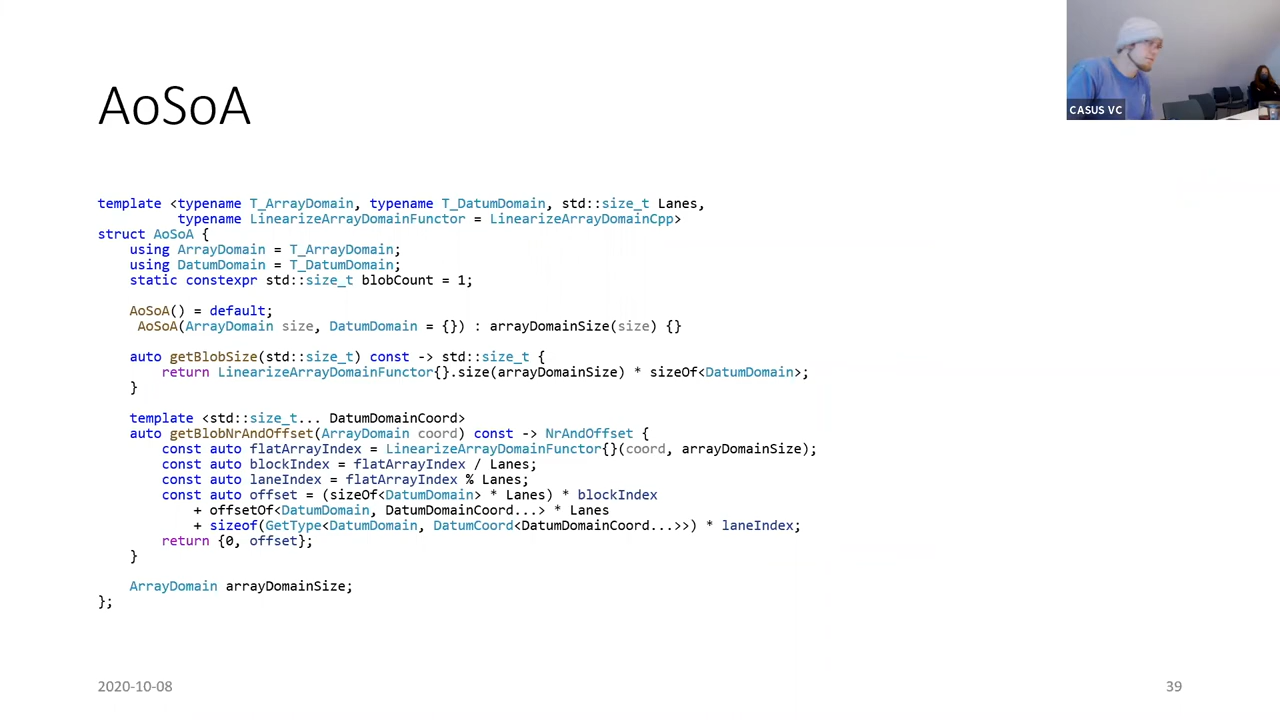 CASUS VC
AoSoA
template <typename T_ArrayDomain, typename T_DatumDomain, std::size_t Lanes,
          typename LinearizeArrayDomainFunctor = LinearizeArrayDomainCpp>
struct AoSoA {
    using ArrayDomain = T_ArrayDomain;
    using DatumDomain = T_DatumDomain;
    static constexpr std::size_t blobCount = 1;
    AoSoA() = default;
     AoSoA(ArrayDomain size, DatumDomain = {}) : arrayDomainSize(size) {}
    auto getBlobSize(std::size_t) const -> std::size_t {
        return LinearizeArrayDomainFunctor{}.size(arrayDomainSize) * sizeOf<DatumDomain>;
    }
    template <std::size_t... DatumDomainCoord>
    auto getBlobNrAndOffset(ArrayDomain coord) const -> NrAndOffset {
        const auto flatArrayIndex = LinearizeArrayDomainFunctor{}(coord, arrayDomainSize);
        const auto blockIndex = flatArrayIndex / Lanes;
        const auto laneIndex = flatArrayIndex % Lanes;
        const auto offset = (sizeOf<DatumDomain> * Lanes) * blockIndex
            + offsetOf<DatumDomain, DatumDomainCoord...> * Lanes
            + sizeof(GetType<DatumDomain, DatumCoord<DatumDomainCoord...>>) * laneIndex;
        return {0, offset};
    }
    ArrayDomain arrayDomainSize;
};
2020-10-08
39